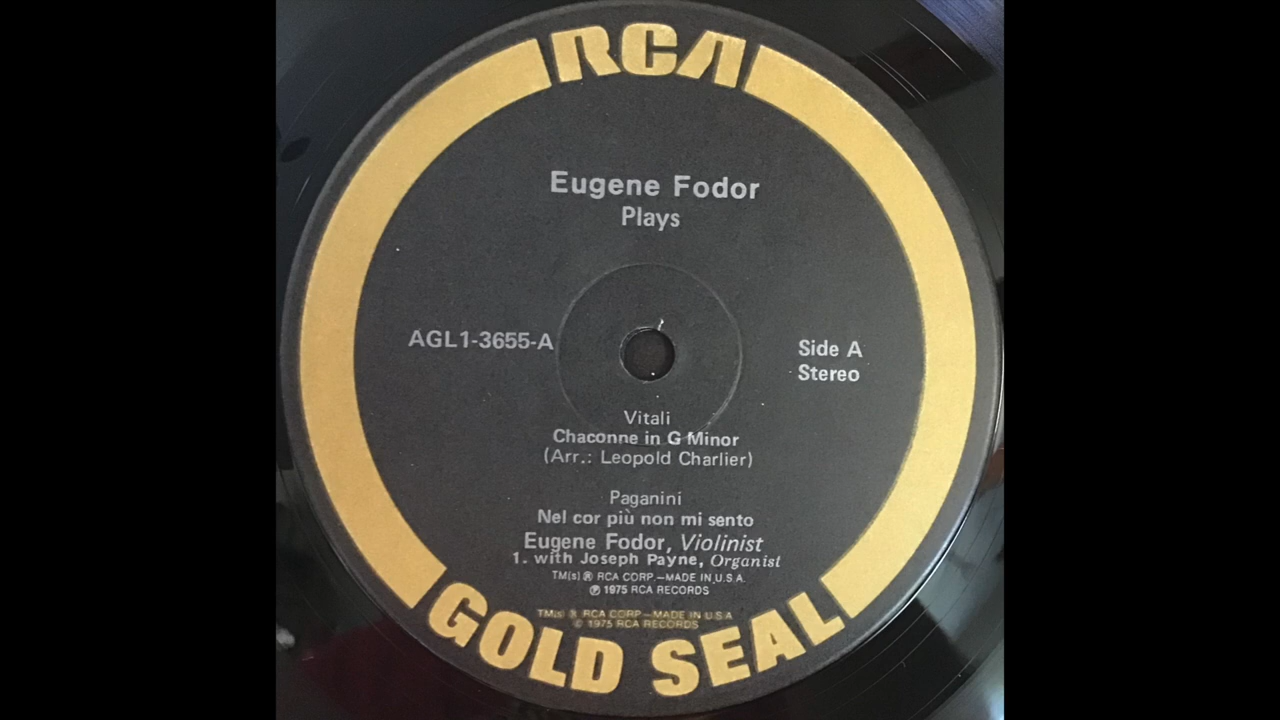 RCA
Eugene Fodor
Plays
AGL1-3655-A
Side A
Stereo
Vitali
Chaconne in G Minor
(Arr.: Leopold Charlier)
Paganini
Nel cor più non mi sento
Eugene Fodor, Violinist
1. with Joseph Payne, Organist
TM(s) ® RCA CORP.—MADE IN U.S.A.
℗ 1975 RCA RECORDS
TM(s) ® RCA CORP—MADE IN U.S.A
© 1975 RCA RECORDS
GOLD SEAL